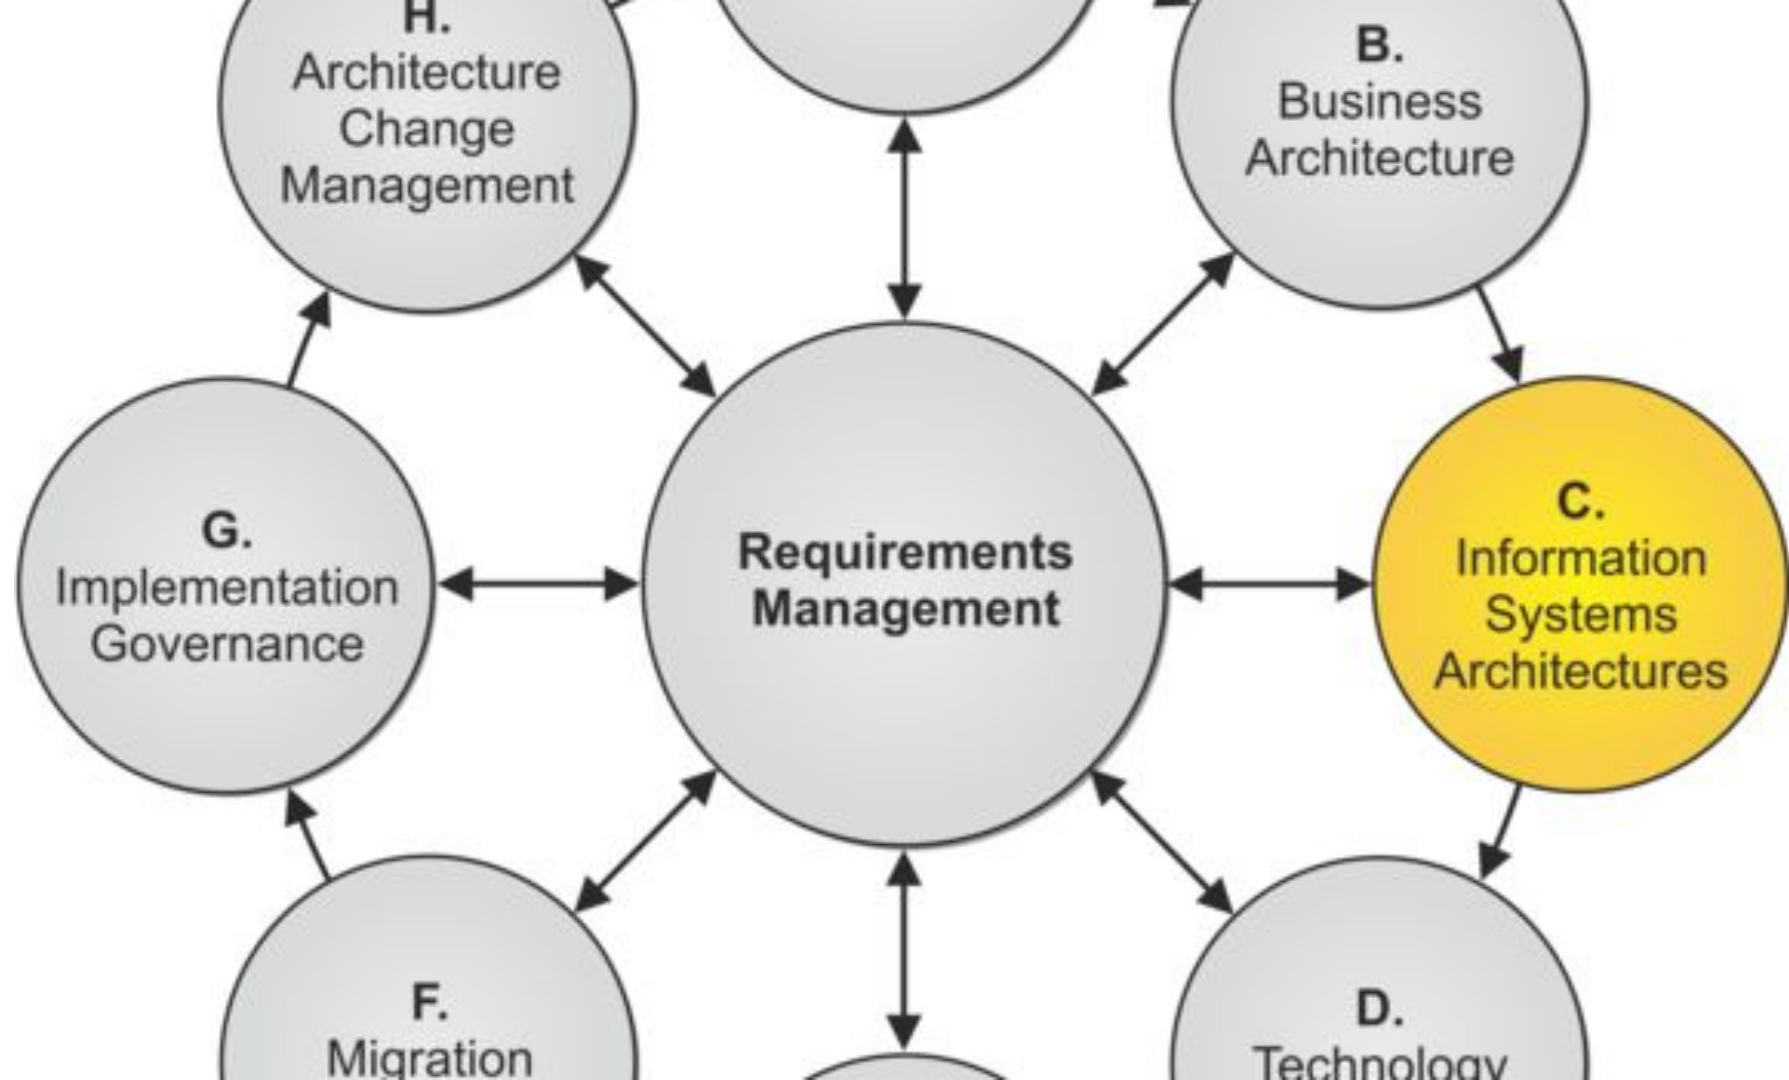 H.
Architecture
Change
Management
B.
Business
Architecture
G.
Implementation
Governance
Requirements
Management
C.
Information
Systems
Architectures
F.
Migration
D.
Technology